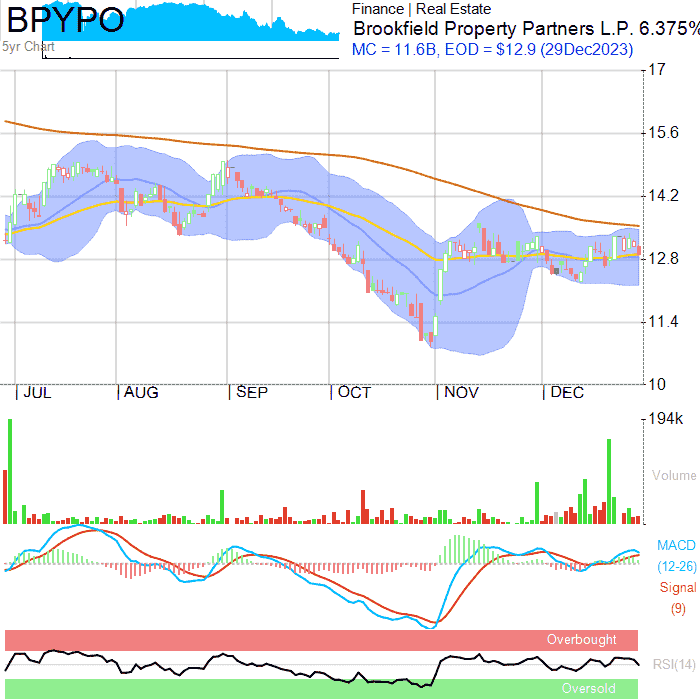 BPYPO
5yr Chart
Finance | Real Estate
Brookfield Property Partners L.P. 6.375%
MC = 11.6B, EOD = $12.9 (29Dec2023)
17
15.6
14.2
12.8
11.4
10
JUL
AUG
SEP
OCT
NOV
DEC
194k
Volume
MACD
(12-26)
Signal
(9)
Overbought
RSI(14)
Oversold